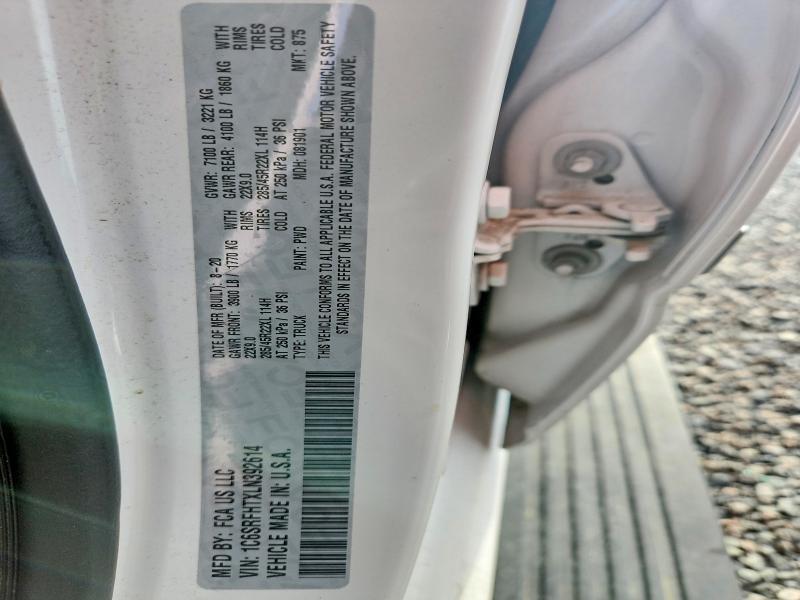 MFD BY: FCA US LLC
VIN: 1C6SRFHTXLN392614
VEHICLE MADE IN: U.S.A.
DATE OF MFR (BUILT): 8-20 GVWR: 7100 LB / 3221 KG
GAWR FRONT: 3900 LB / 1770 KG WITH GAWR REAR: 4100 LB / 1860 KG WITH
22X9.0 RIMS 22X9.0 RIMS
285/45R22XL 114H TIRES 285/45R22XL 114H TIRES
AT 250 kPa / 36 PSI COLD AT 250 kPa / 36 PSI COLD
TYPE: TRUCK PAINT: PWD MDH: 081901 MKT: 875
THIS VEHICLE CONFORMS TO ALL APPLICABLE U.S.A. FEDERAL MOTOR VEHICLE SAFETY
STANDARDS IN EFFECT ON THE DATE OF MANUFACTURE SHOWN ABOVE.